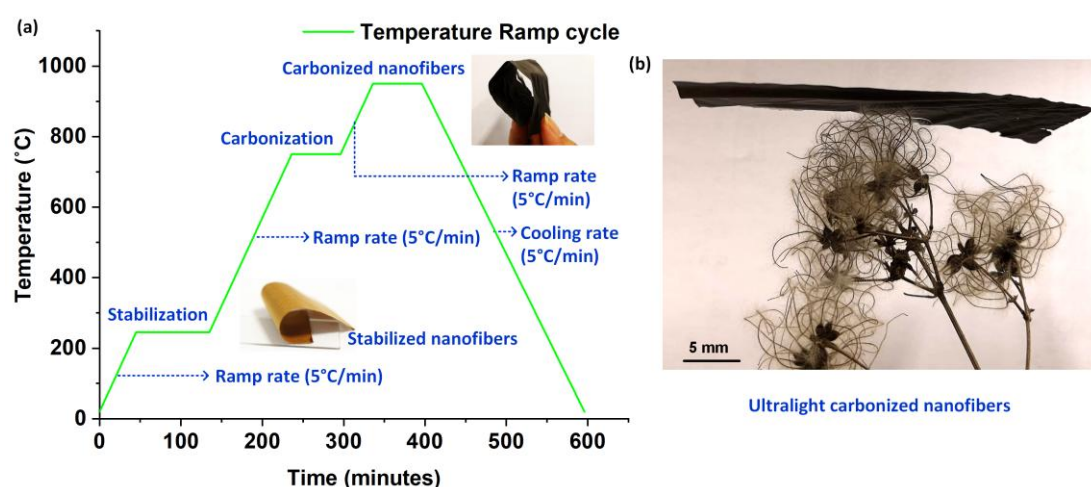 (a)
Temperature Ramp cycle
1000
800
600
400
200
0
Temperature (˚C)
0 100 200 300 400 500 600
Time (minutes)
Carbonized nanofibers
Carbonization
Ramp rate
(5°C/min)
Ramp rate (5°C/min)
Cooling rate
(5°C/min)
Stabilization
Stabilized nanofibers
Ramp rate (5°C/min)
(b)
5 mm
Ultralight carbonized nanofibers